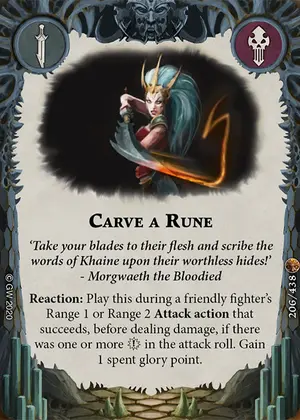 CARVE A RUNE
'Take your blades to their flesh and scribe the
words of Khaine upon their worthless hides!'
- Morgwaeth the Bloodied
Reaction: Play this during a friendly fighter's
Range 1 or Range 2 Attack action that
succeeds, before dealing damage, if there
was one or more in the attack roll. Gain
1 spent glory point.
© GW 2020
206/438